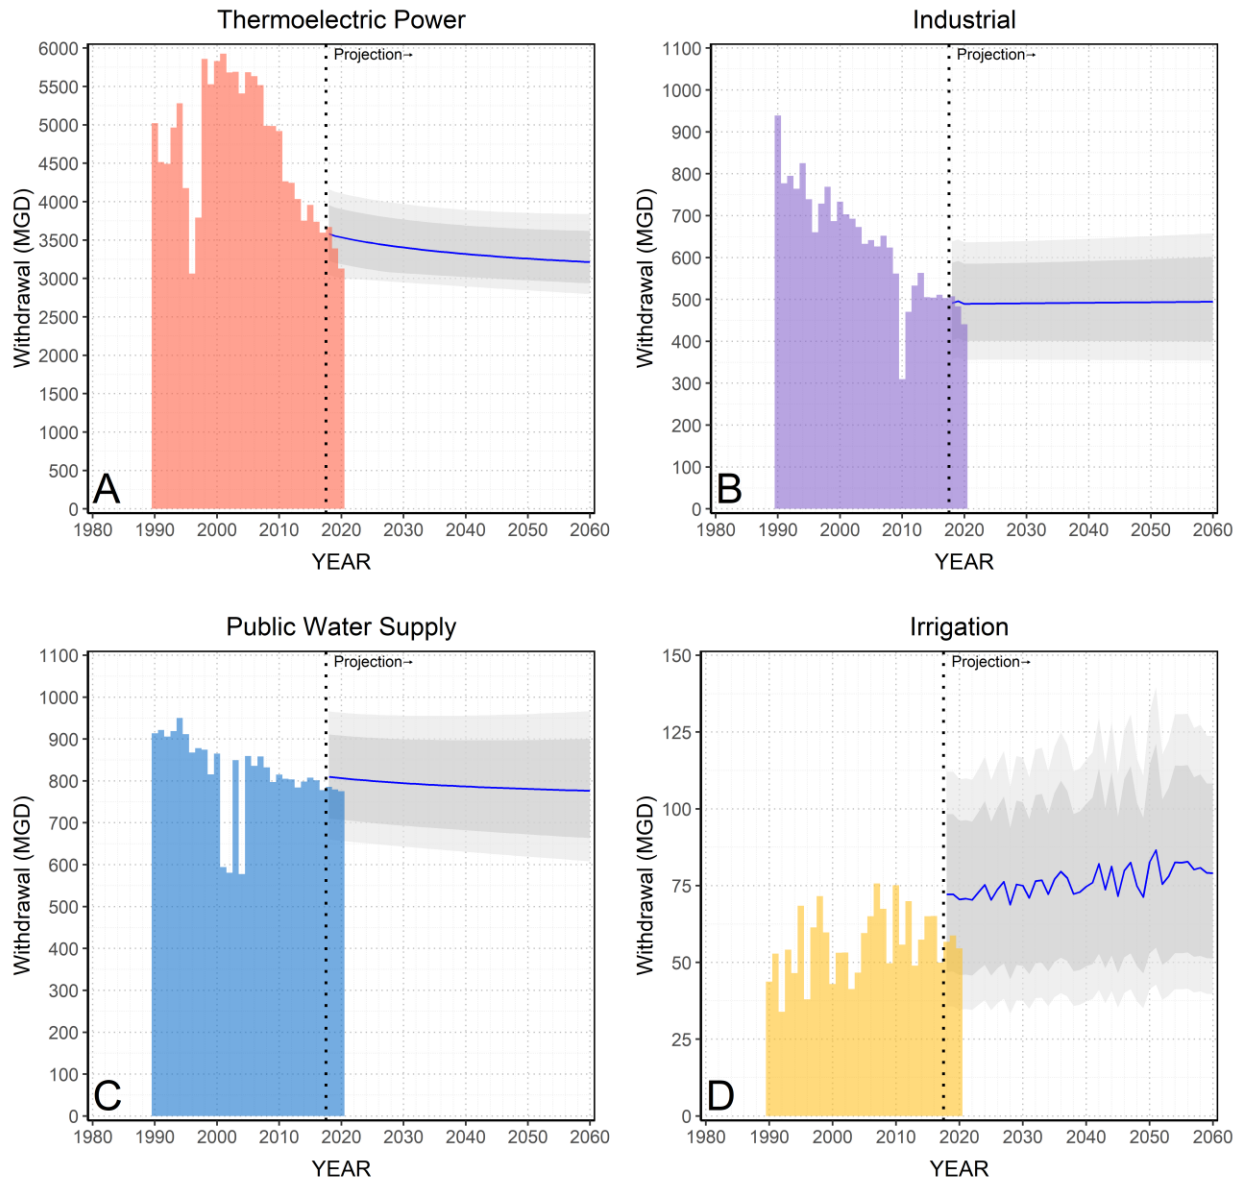 Thermoelectric Power
Withdrawal (MGD)
6000
5500
5000
4500
4000
3500
3000
2500
2000
1500
1000
500
0
Projection→
A
1980 1990 2000 2010 2020 2030 2040 2050 2060
YEAR
Industrial
Withdrawal (MGD)
1100
1000
900
800
700
600
500
400
300
200
100
0
Projection→
B
1980 1990 2000 2010 2020 2030 2040 2050 2060
YEAR
Public Water Supply
Withdrawal (MGD)
1100
1000
900
800
700
600
500
400
300
200
100
0
Projection→
C
1980 1990 2000 2010 2020 2030 2040 2050 2060
YEAR
Irrigation
Withdrawal (MGD)
150
125
100
75
50
25
0
Projection→
D
1980 1990 2000 2010 2020 2030 2040 2050 2060
YEAR